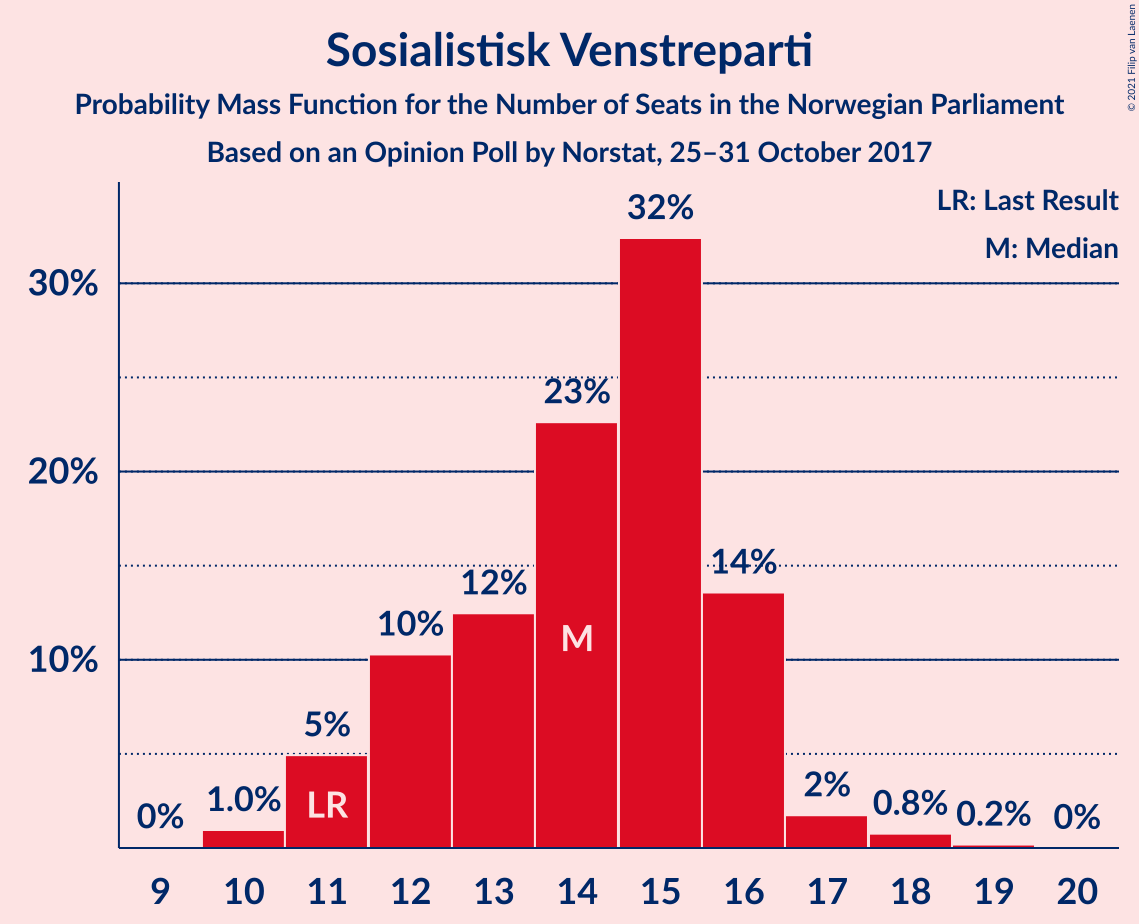 Sosialistisk Venstreparti
Probability Mass Function for the Number of Seats in the Norwegian Parliament
Based on an Opinion Poll by Norstat, 25–31 October 2017
© 2021 Filip van Laenen
LR: Last Result
M: Median
30%
20%
10%
0%
1.0%
5%
10%
12%
23%
32%
14%
2%
0.8%
0.2%
0%
LR
M
9 10 11 12 13 14 15 16 17 18 19 20